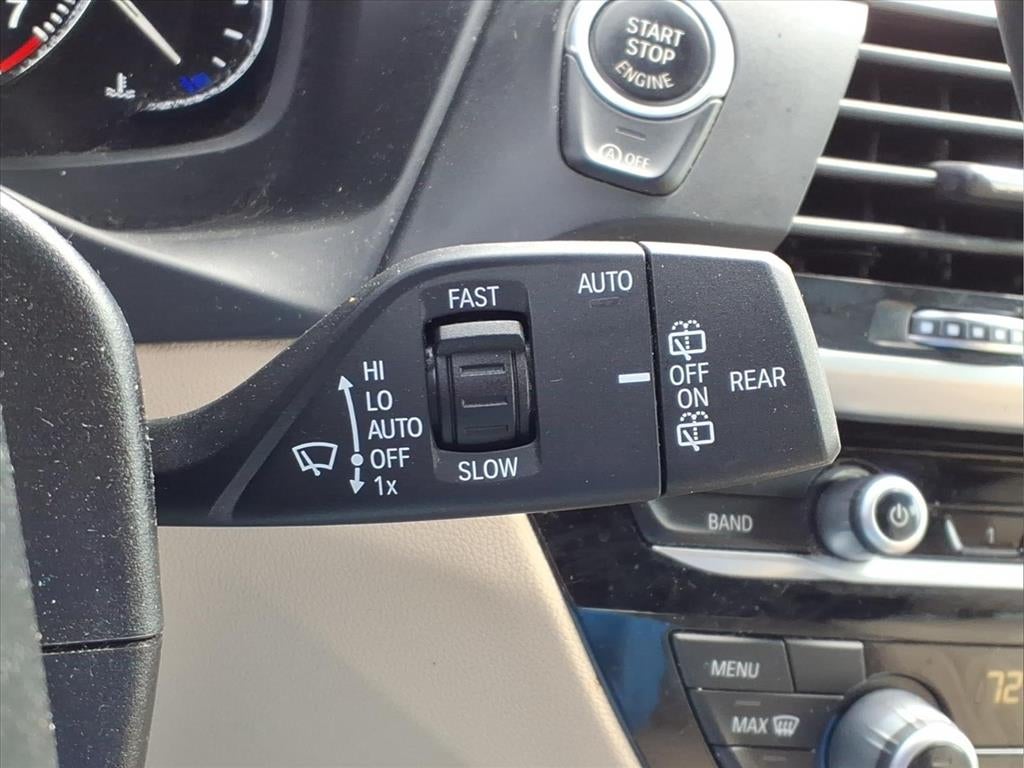 7
START
STOP
ENGINE
A OFF
FAST
AUTO
HI
LO
AUTO
OFF
1x
SLOW
OFF
ON
REAR
BAND
1
MENU
72
MAX